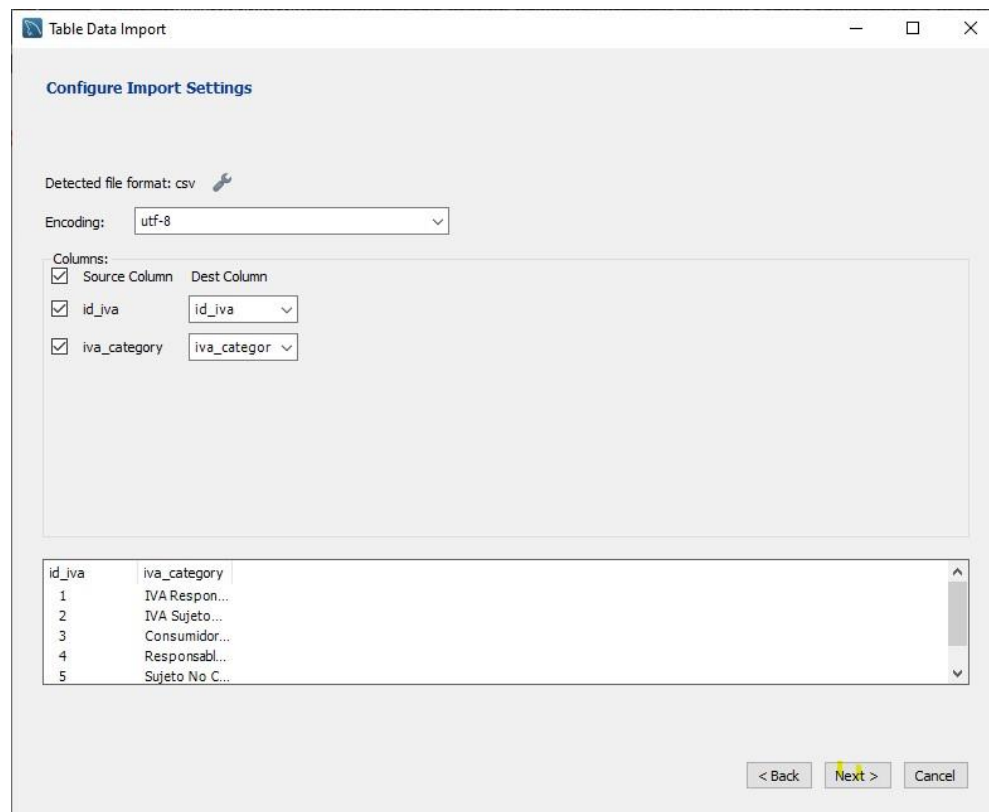 Table Data Import
Configure Import Settings
Detected file format: csv
Encoding: utf-8
Columns:
Source Column Dest Column
id_iva id_iva
iva_category iva_categor
id_iva iva_category
1 IVA Respon...
2 IVA Sujeto...
3 Consumidor...
4 Responsabl...
5 Sujeto No C...
< Back Next > Cancel